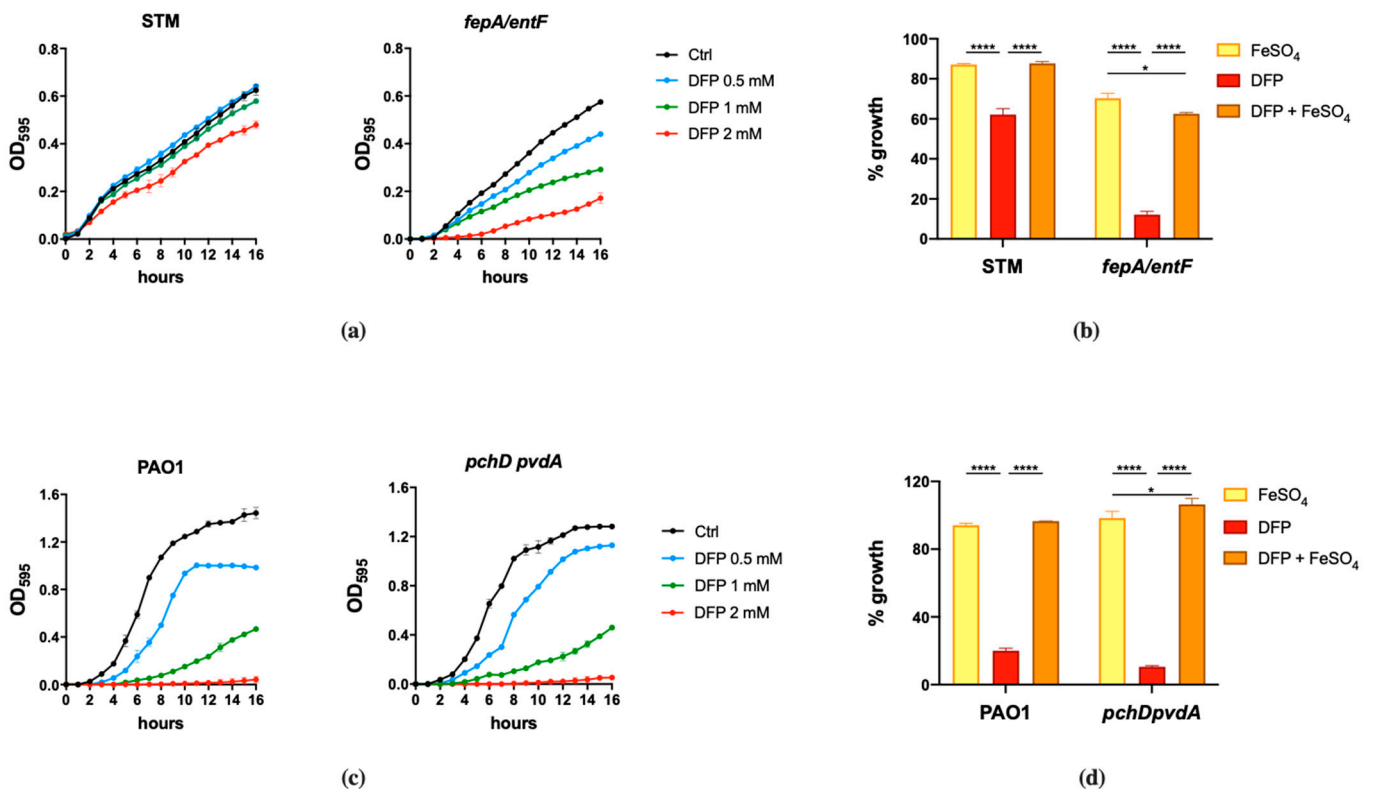 STM
fepA/entF
0.8
0.6
0.4
0.2
0.0
OD595
0 2 4 6 8 10 12 14 16
hours
0.8
0.6
0.4
0.2
0.0
OD595
0 2 4 6 8 10 12 14 16
hours
Ctrl
DFP 0.5 mM
DFP 1 mM
DFP 2 mM
(a)
100
80
60
40
20
0
% growth
**** ****
**** ****
*
STM
fepA/entF
FeSO4
DFP
DFP + FeSO4
(b)
PAO1
pchD pvdA
1.6
1.2
0.8
0.4
0.0
OD595
0 2 4 6 8 10 12 14 16
hours
1.6
1.2
0.8
0.4
0.0
OD595
0 2 4 6 8 10 12 14 16
hours
Ctrl
DFP 0.5 mM
DFP 1 mM
DFP 2 mM
(c)
120
80
40
0
% growth
**** ****
**** ****
*
PAO1
pchDpvdA
FeSO4
DFP
DFP + FeSO4
(d)